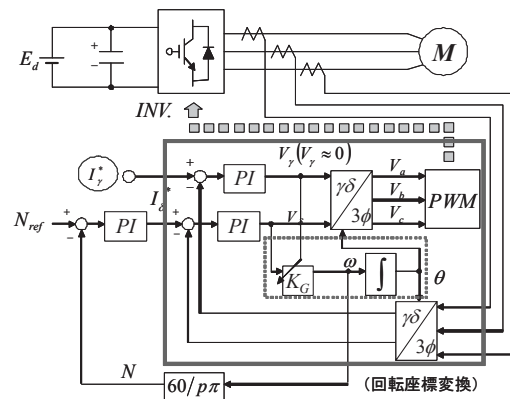 E_d
+
−
M
INV.
I_γ^*
+
−
PI
V_γ(V_γ≈0)
γδ
3φ
V_a
V_b
V_c
PWM
N_ref
+
−
PI
I_δ^*
+
−
PI
V_δ
K_G
ω
∫
θ
γδ
3φ
N
60/pπ
(回転座標変換)